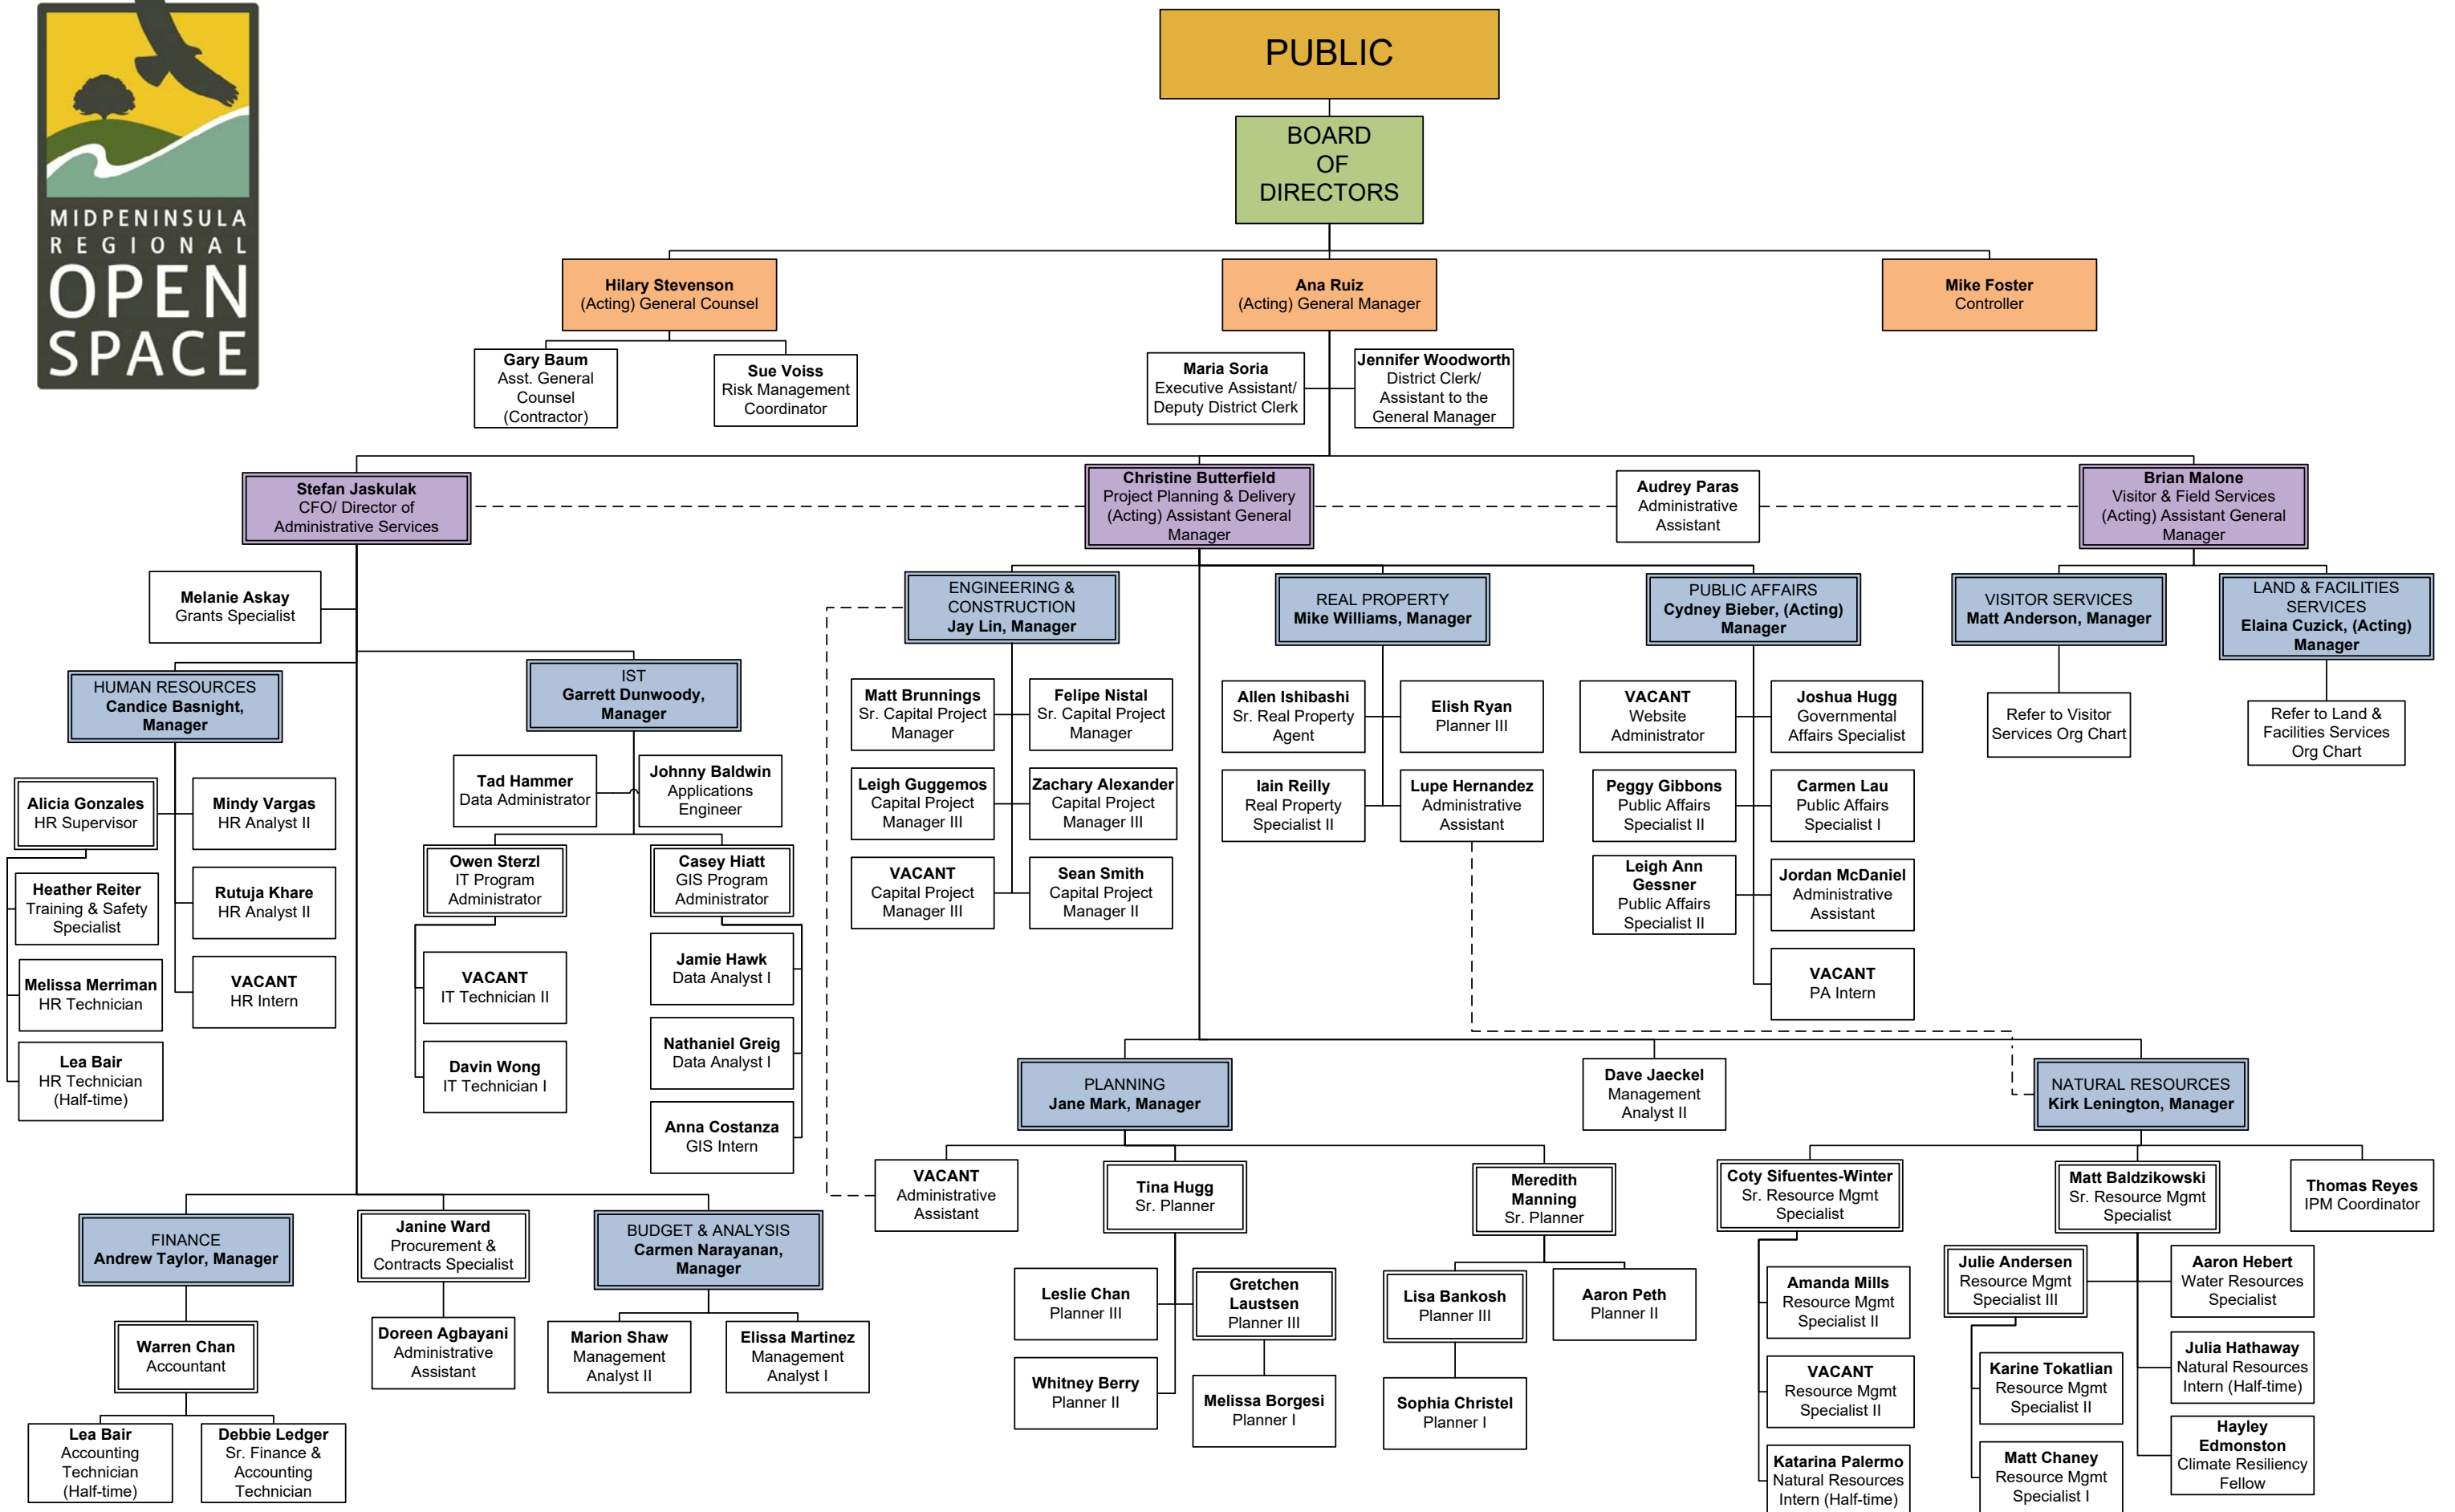 MIDPENINSULA
REGIONAL
OPEN
SPACE
PUBLIC
BOARD
OF
DIRECTORS
Hilary Stevenson
(Acting) General Counsel
Ana Ruiz
(Acting) General Manager
Mike Foster
Controller
Gary Baum
Asst. General
Counsel
(Contractor)
Sue Voiss
Risk Management
Coordinator
Maria Soria
Executive Assistant/
Deputy District Clerk
Jennifer Woodworth
District Clerk/
Assistant to the
General Manager
Stefan Jaskulak
CFO/ Director of
Administrative Services
Christine Butterfield
Project Planning & Delivery
(Acting) Assistant General
Manager
Audrey Paras
Administrative
Assistant
Brian Malone
Visitor & Field Services
(Acting) Assistant General
Manager
Melanie Askay
Grants Specialist
HUMAN RESOURCES
Candice Basnight,
Manager
Alicia Gonzales
HR Supervisor
Mindy Vargas
HR Analyst II
Heather Reiter
Training & Safety
Specialist
Rutuja Khare
HR Analyst II
Melissa Merriman
HR Technician
VACANT
HR Intern
Lea Bair
HR Technician
(Half-time)
IST
Garrett Dunwoody,
Manager
Tad Hammer
Data Administrator
Johnny Baldwin
Applications
Engineer
Owen Sterzl
IT Program
Administrator
Casey Hiatt
GIS Program
Administrator
VACANT
IT Technician II
Davin Wong
IT Technician I
Jamie Hawk
Data Analyst I
Nathaniel Greig
Data Analyst I
Anna Costanza
GIS Intern
ENGINEERING &
CONSTRUCTION
Jay Lin, Manager
Matt Brunnings
Sr. Capital Project
Manager
Felipe Nistal
Sr. Capital Project
Manager
Leigh Guggemos
Capital Project
Manager III
Zachary Alexander
Capital Project
Manager III
VACANT
Capital Project
Manager III
Sean Smith
Capital Project
Manager II
REAL PROPERTY
Mike Williams, Manager
Allen Ishibashi
Sr. Real Property
Agent
Elish Ryan
Planner III
Iain Reilly
Real Property
Specialist II
Lupe Hernandez
Administrative
Assistant
PUBLIC AFFAIRS
Cydney Bieber, (Acting)
Manager
VACANT
Website
Administrator
Joshua Hugg
Governmental
Affairs Specialist
Peggy Gibbons
Public Affairs
Specialist II
Carmen Lau
Public Affairs
Specialist I
Leigh Ann
Gessner
Public Affairs
Specialist II
Jordan McDaniel
Administrative
Assistant
VACANT
PA Intern
VISITOR SERVICES
Matt Anderson, Manager
Refer to Visitor
Services Org Chart
LAND & FACILITIES
SERVICES
Elaina Cuzick, (Acting)
Manager
Refer to Land &
Facilities Services
Org Chart
PLANNING
Jane Mark, Manager
Dave Jaeckel
Management
Analyst II
NATURAL RESOURCES
Kirk Lenington, Manager
VACANT
Administrative
Assistant
Tina Hugg
Sr. Planner
Meredith
Manning
Sr. Planner
Leslie Chan
Planner III
Gretchen
Laustsen
Planner III
Whitney Berry
Planner II
Melissa Borgesi
Planner I
Lisa Bankosh
Planner III
Aaron Peth
Planner II
Sophia Christel
Planner I
Coty Sifuentes-Winter
Sr. Resource Mgmt
Specialist
Matt Baldzikowski
Sr. Resource Mgmt
Specialist
Thomas Reyes
IPM Coordinator
Amanda Mills
Resource Mgmt
Specialist II
VACANT
Resource Mgmt
Specialist II
Katarina Palermo
Natural Resources
Intern (Half-time)
Julie Andersen
Resource Mgmt
Specialist III
Aaron Hebert
Water Resources
Specialist
Karine Tokatlian
Resource Mgmt
Specialist II
Julia Hathaway
Natural Resources
Intern (Half-time)
Matt Chaney
Resource Mgmt
Specialist I
Hayley
Edmonston
Climate Resiliency
Fellow
FINANCE
Andrew Taylor, Manager
Warren Chan
Accountant
Lea Bair
Accounting
Technician
(Half-time)
Debbie Ledger
Sr. Finance &
Accounting
Technician
Janine Ward
Procurement &
Contracts Specialist
Doreen Agbayani
Administrative
Assistant
BUDGET & ANALYSIS
Carmen Narayanan,
Manager
Marion Shaw
Management
Analyst II
Elissa Martinez
Management
Analyst I